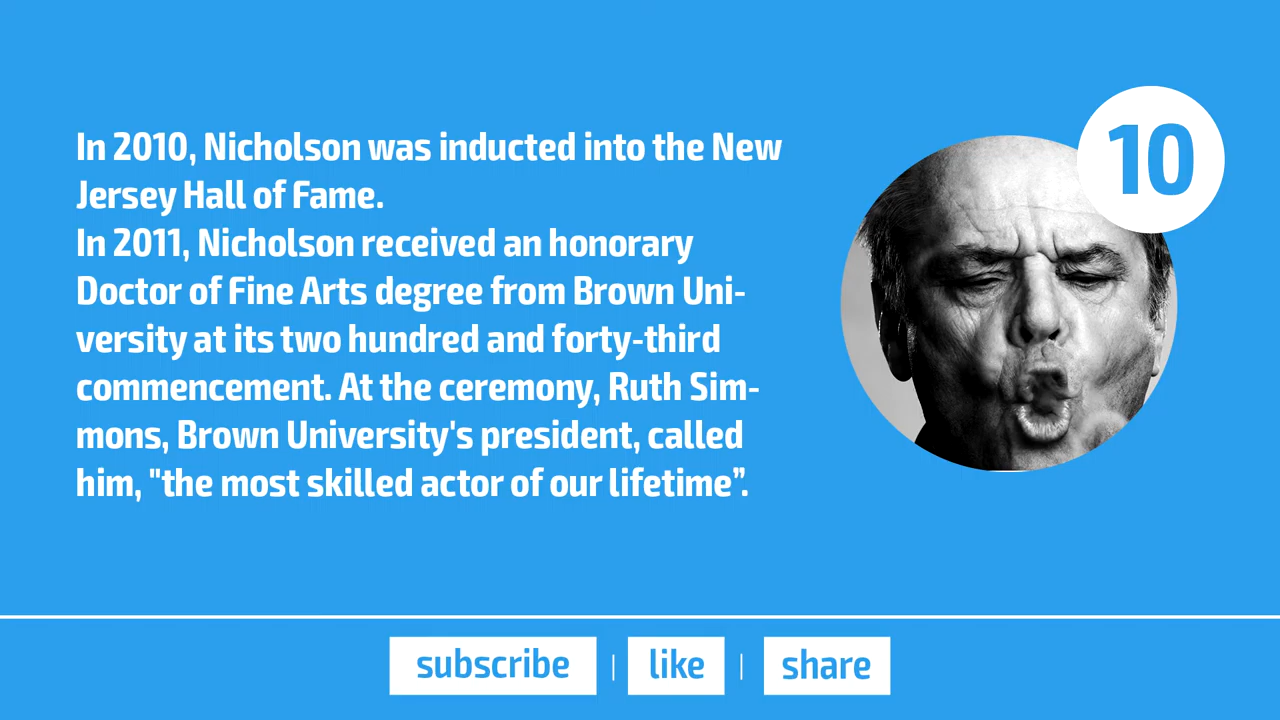 In 2010, Nicholson was inducted into the New
Jersey Hall of Fame.
In 2011, Nicholson received an honorary
Doctor of Fine Arts degree from Brown Uni-
versity at its two hundred and forty-third
commencement. At the ceremony, Ruth Sim-
mons, Brown University's president, called
him, "the most skilled actor of our lifetime”.
10
subscribe
like
share